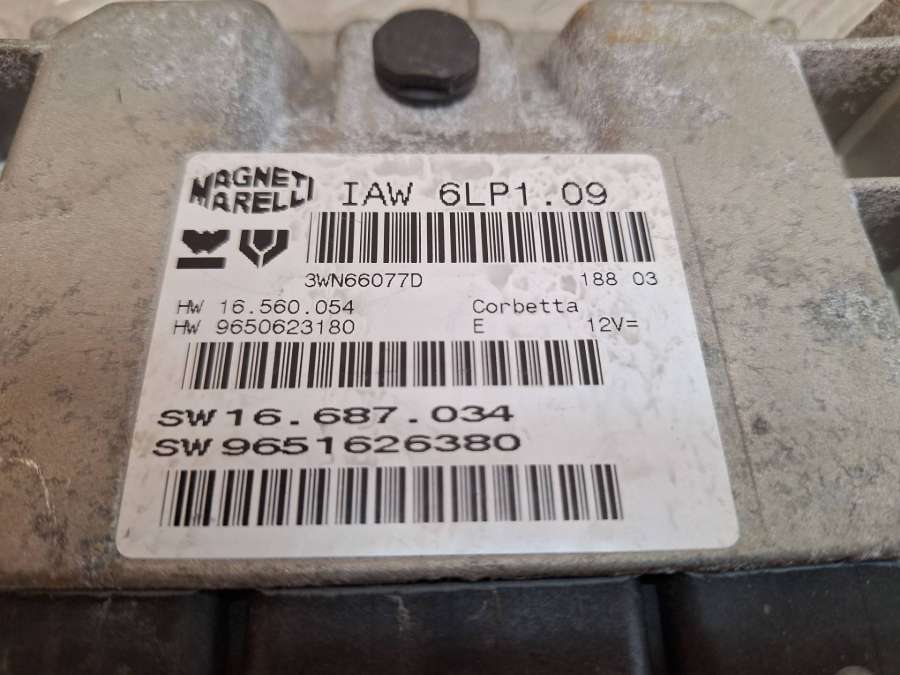 MAGNETI MARELLI
IAW 6LP1.09
3WN66077D 188 03
HW 16.560.054 Corbetta
HW 9650623180 E 12V=
SW 16.687.034
SW 9651626380